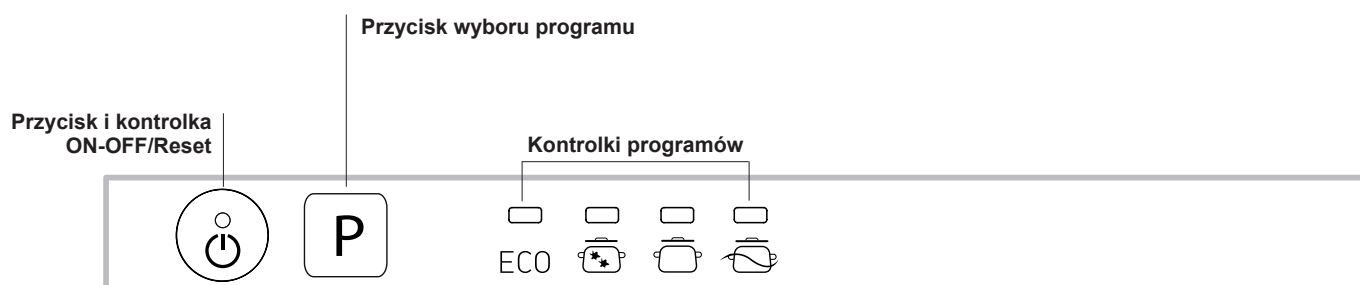 Przycisk wyboru programu
Przycisk i kontrolka
ON-OFF/Reset
Kontrolki programów
P
ECO